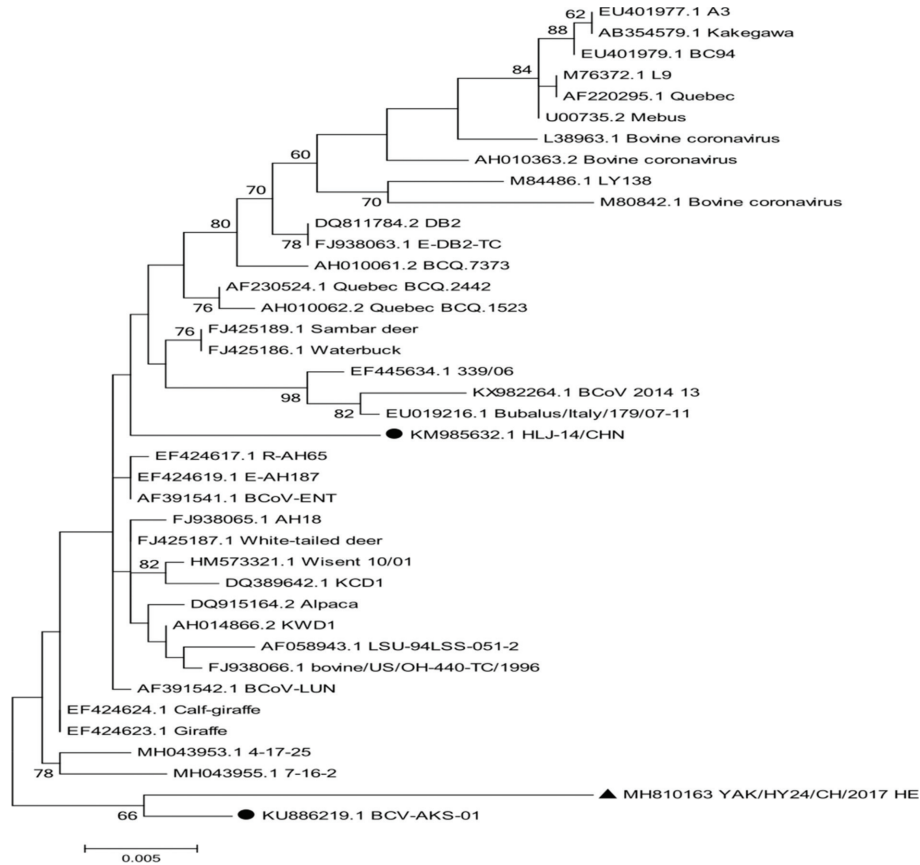 EU401977.1 A3
62
AB354579.1 Kakegawa
88
EU401979.1 BC94
84
M76372.1 L9
AF220295.1 Quebec
U00735.2 Mebus
L38963.1 Bovine coronavirus
60
AH010363.2 Bovine coronavirus
M84486.1 LY138
70
70
M80842.1 Bovine coronavirus
80
DQ811784.2 DB2
78
FJ938063.1 E-DB2-TC
AH010061.2 BCQ.7373
AF230524.1 Quebec BCQ.2442
76
AH010062.2 Quebec BCQ.1523
76
FJ425189.1 Sambar deer
FJ425186.1 Waterbuck
EF445634.1 339/06
98
KX982264.1 BCoV 2014 13
82
EU019216.1 Bubalus/Italy/179/07-11
KM985632.1 HLJ-14/CHN
EF424617.1 R-AH65
EF424619.1 E-AH187
AF391541.1 BCoV-ENT
FJ938065.1 AH18
FJ425187.1 White-tailed deer
82
HM573321.1 Wisent 10/01
DQ389642.1 KCD1
DQ915164.2 Alpaca
AH014866.2 KWD1
AF058943.1 LSU-94LSS-051-2
FJ938066.1 bovine/US/OH-440-TC/1996
AF391542.1 BCoV-LUN
EF424624.1 Calf-giraffe
EF424623.1 Giraffe
MH043953.1 4-17-25
78
MH043955.1 7-16-2
MH810163 YAK/HY24/CH/2017 HE
66
KU886219.1 BCV-AKS-01
0.005